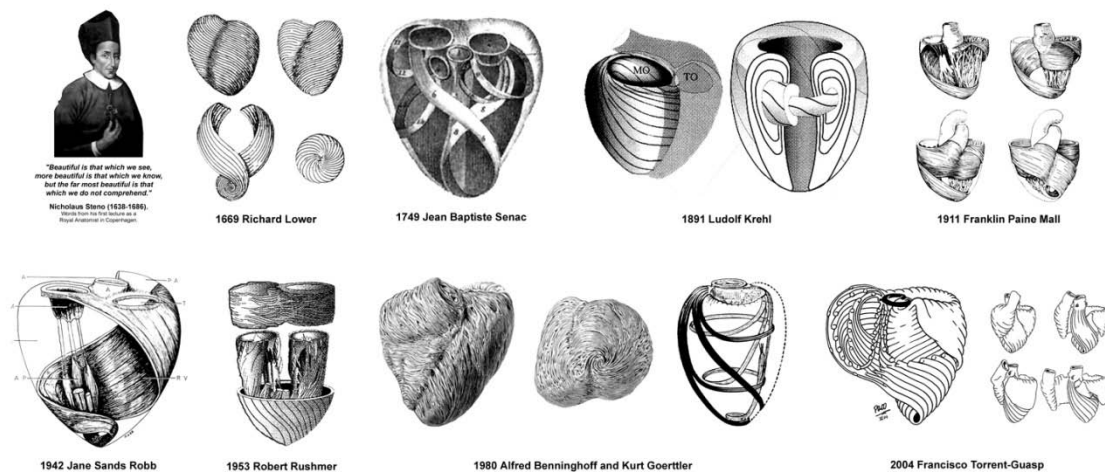 "Beautiful is that which we see,
more beautiful is that which we know,
but the far most beautiful is that
which we do not comprehend."
Nicholaus Steno (1638-1686).
Words from his first lecture as a
Royal Anatomist in Copenhagen.
1669 Richard Lower
1749 Jean Baptiste Senac
MO
TO
1891 Ludolf Krehl
1911 Franklin Paine Mall
A
P A
A
T
A P
R V
1942 Jane Sands Robb
1953 Robert Rushmer
1980 Alfred Benninghoff and Kurt Goerttler
2004 Francisco Torrent-Guasp